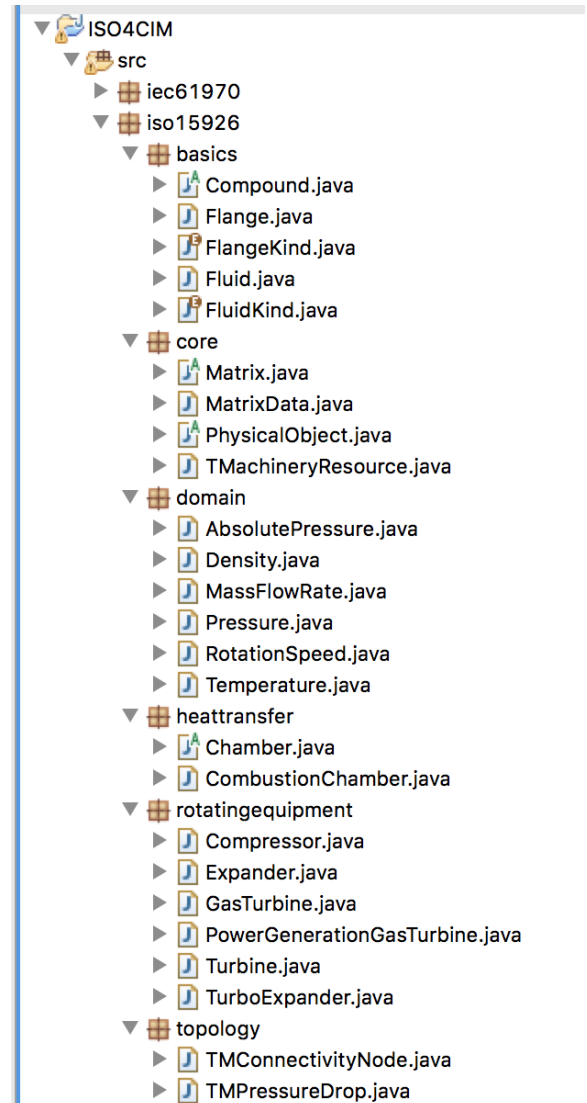 ISO4CIM
src
iec61970
iso15926
basics
Compound.java
Flange.java
FlangeKind.java
Fluid.java
FluidKind.java
core
Matrix.java
MatrixData.java
PhysicalObject.java
TMachineryResource.java
domain
AbsolutePressure.java
Density.java
MassFlowRate.java
Pressure.java
RotationSpeed.java
Temperature.java
heattransfer
Chamber.java
CombustionChamber.java
rotatingequipment
Compressor.java
Expander.java
GasTurbine.java
PowerGenerationGasTurbine.java
Turbine.java
TurboExpander.java
topology
TMConnectivityNode.java
TMPressureDrop.java